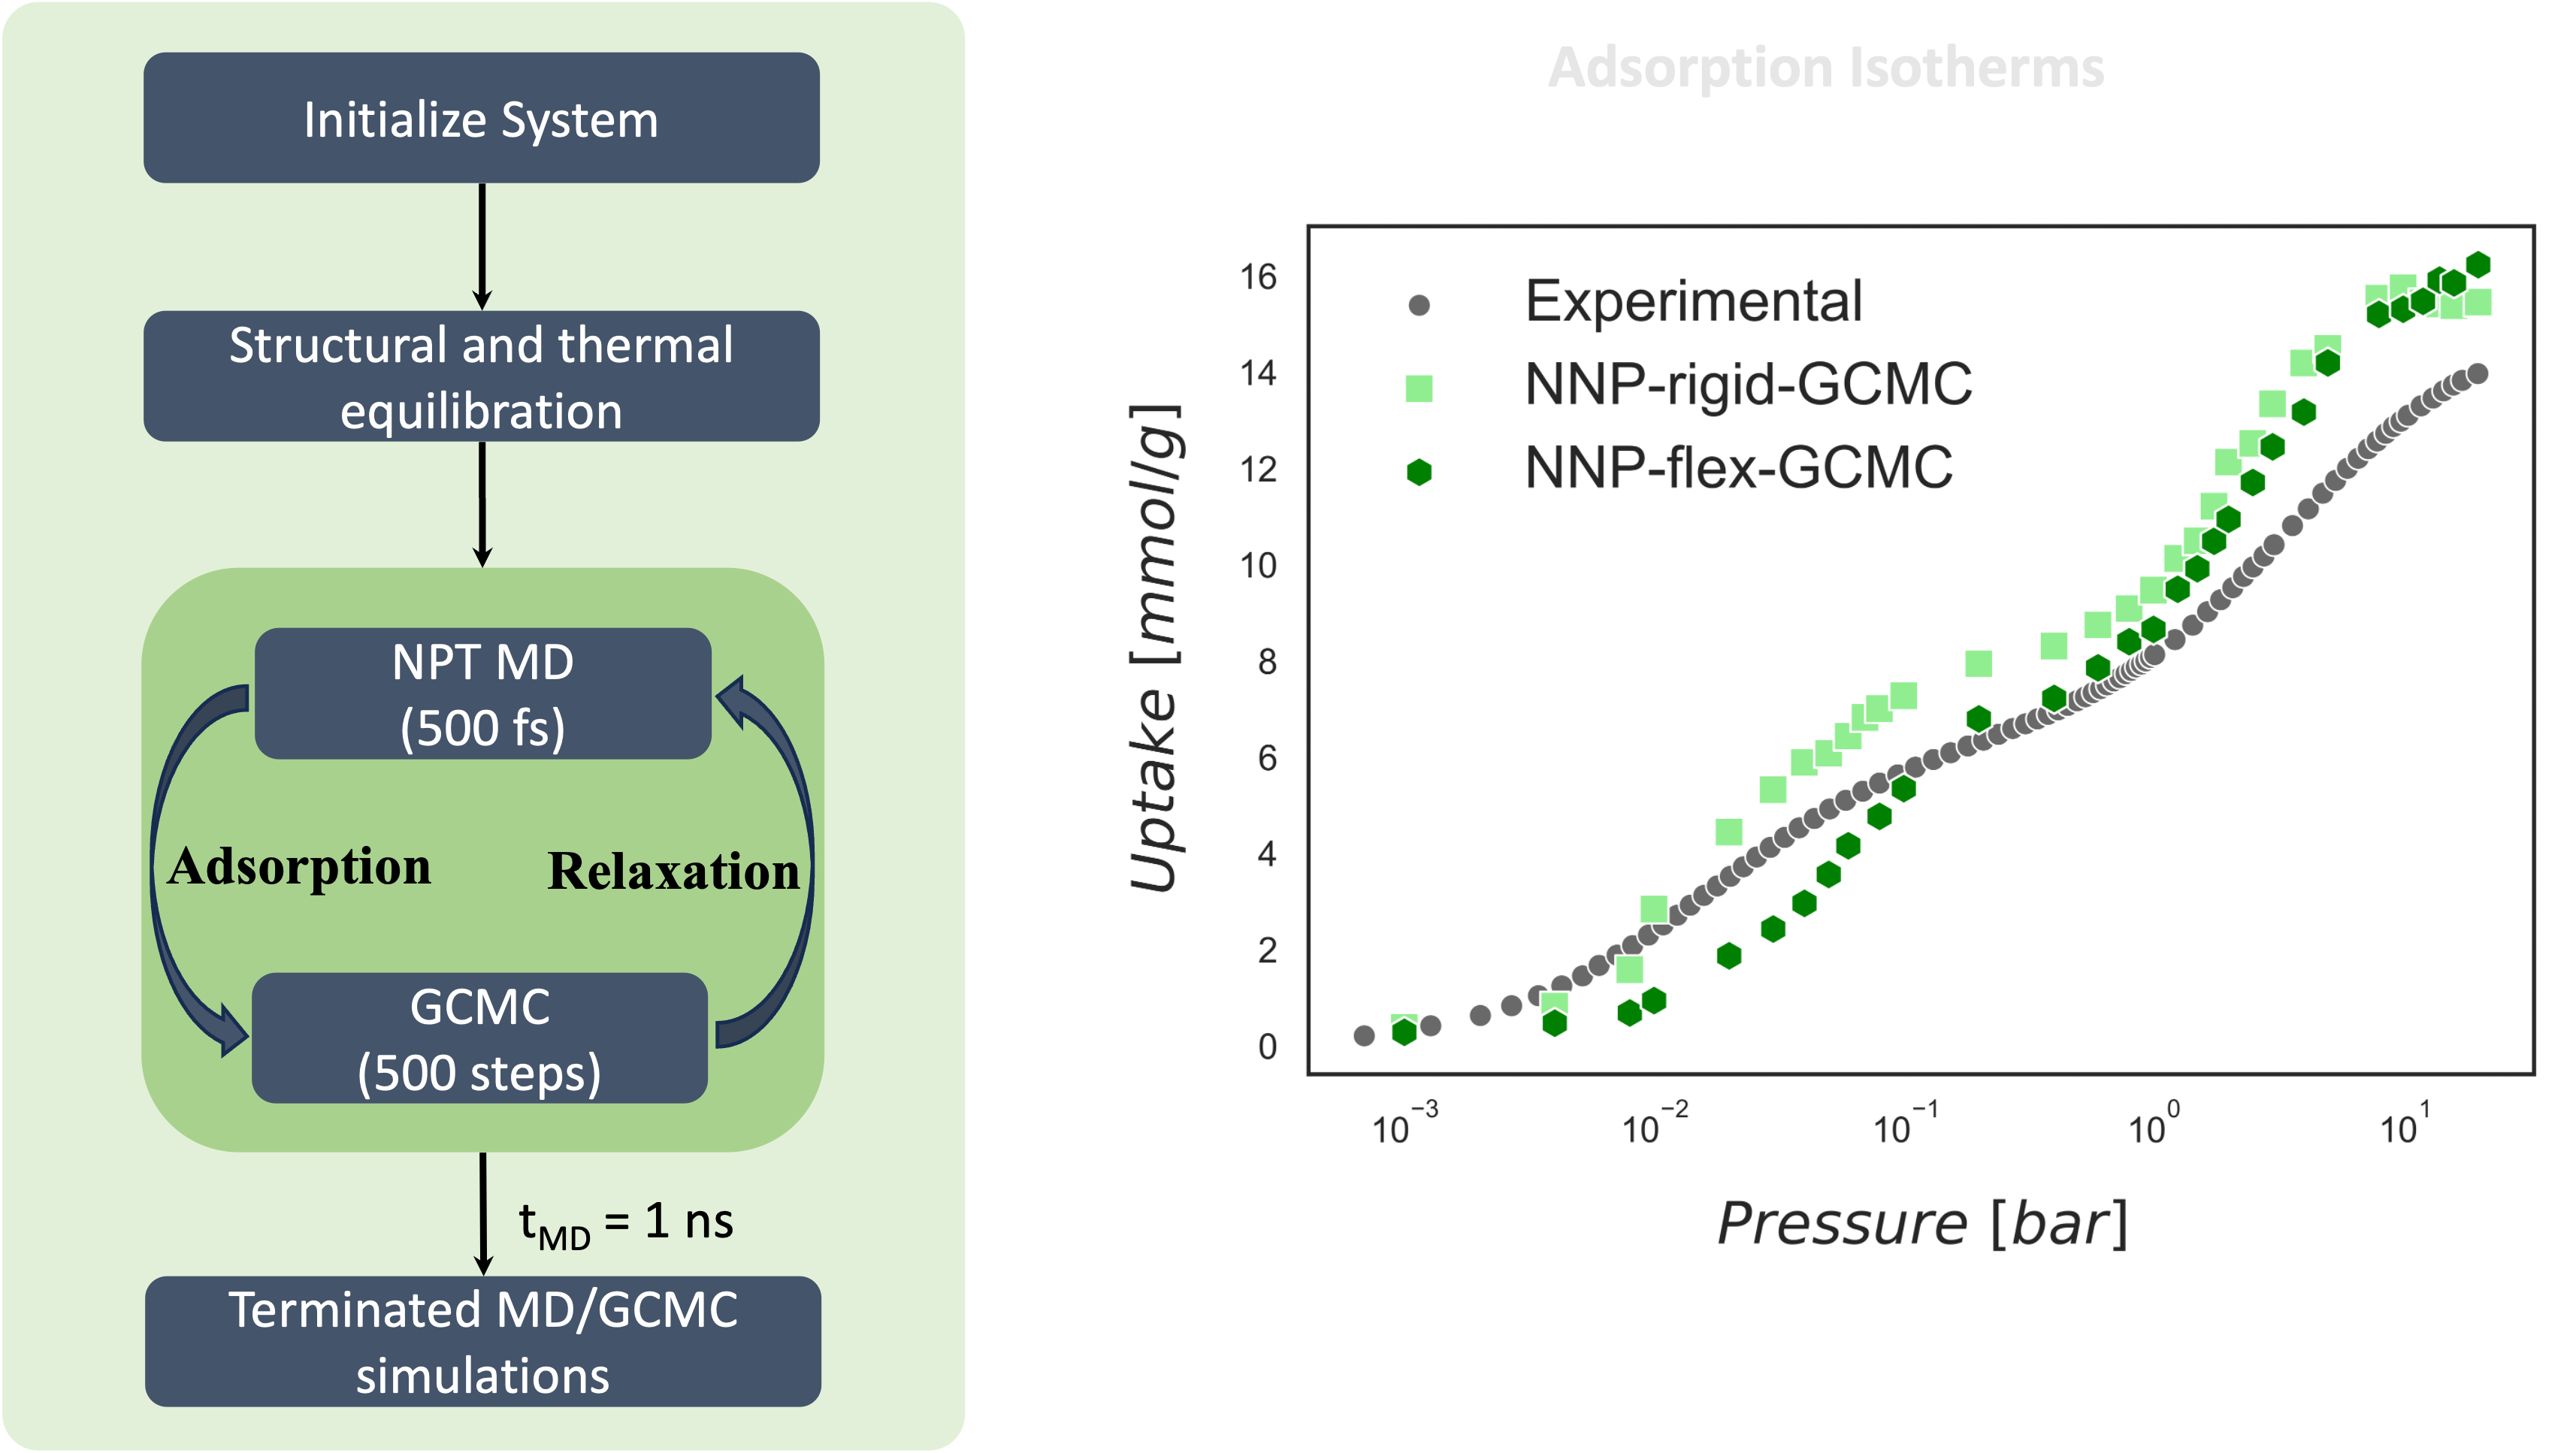 Initialize System
Structural and thermal
equilibration
NPT MD
(500 fs)
Adsorption
Relaxation
GCMC
(500 steps)
t_MD = 1 ns
Terminated MD/GCMC
simulations
Adsorption Isotherms
Experimental
NNP-rigid-GCMC
NNP-flex-GCMC
Uptake [mmol/g]
16
14
12
10
8
6
4
2
0
10⁻³ 10⁻² 10⁻¹ 10⁰ 10¹
Pressure [bar]